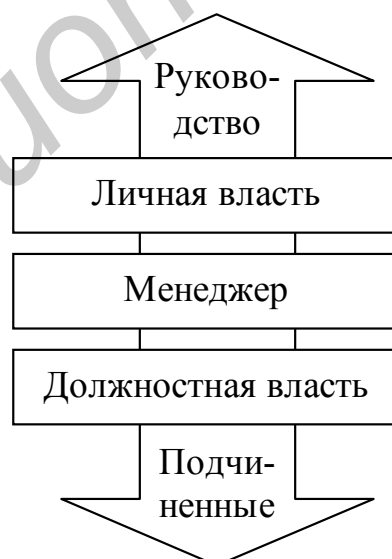 Руково-
дство
Личная власть
Менеджер
Должностная власть
Подчи-
ненные